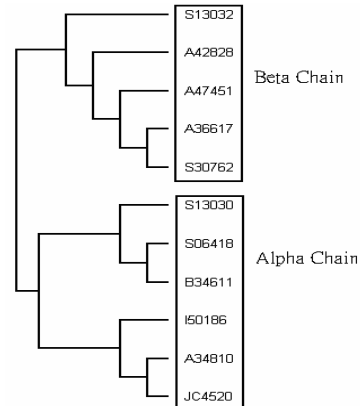 S13032
A42828
A47451
A36617
S30762
Beta Chain
S13030
S06418
B34611
I50186
A34810
JC4520
Alpha Chain